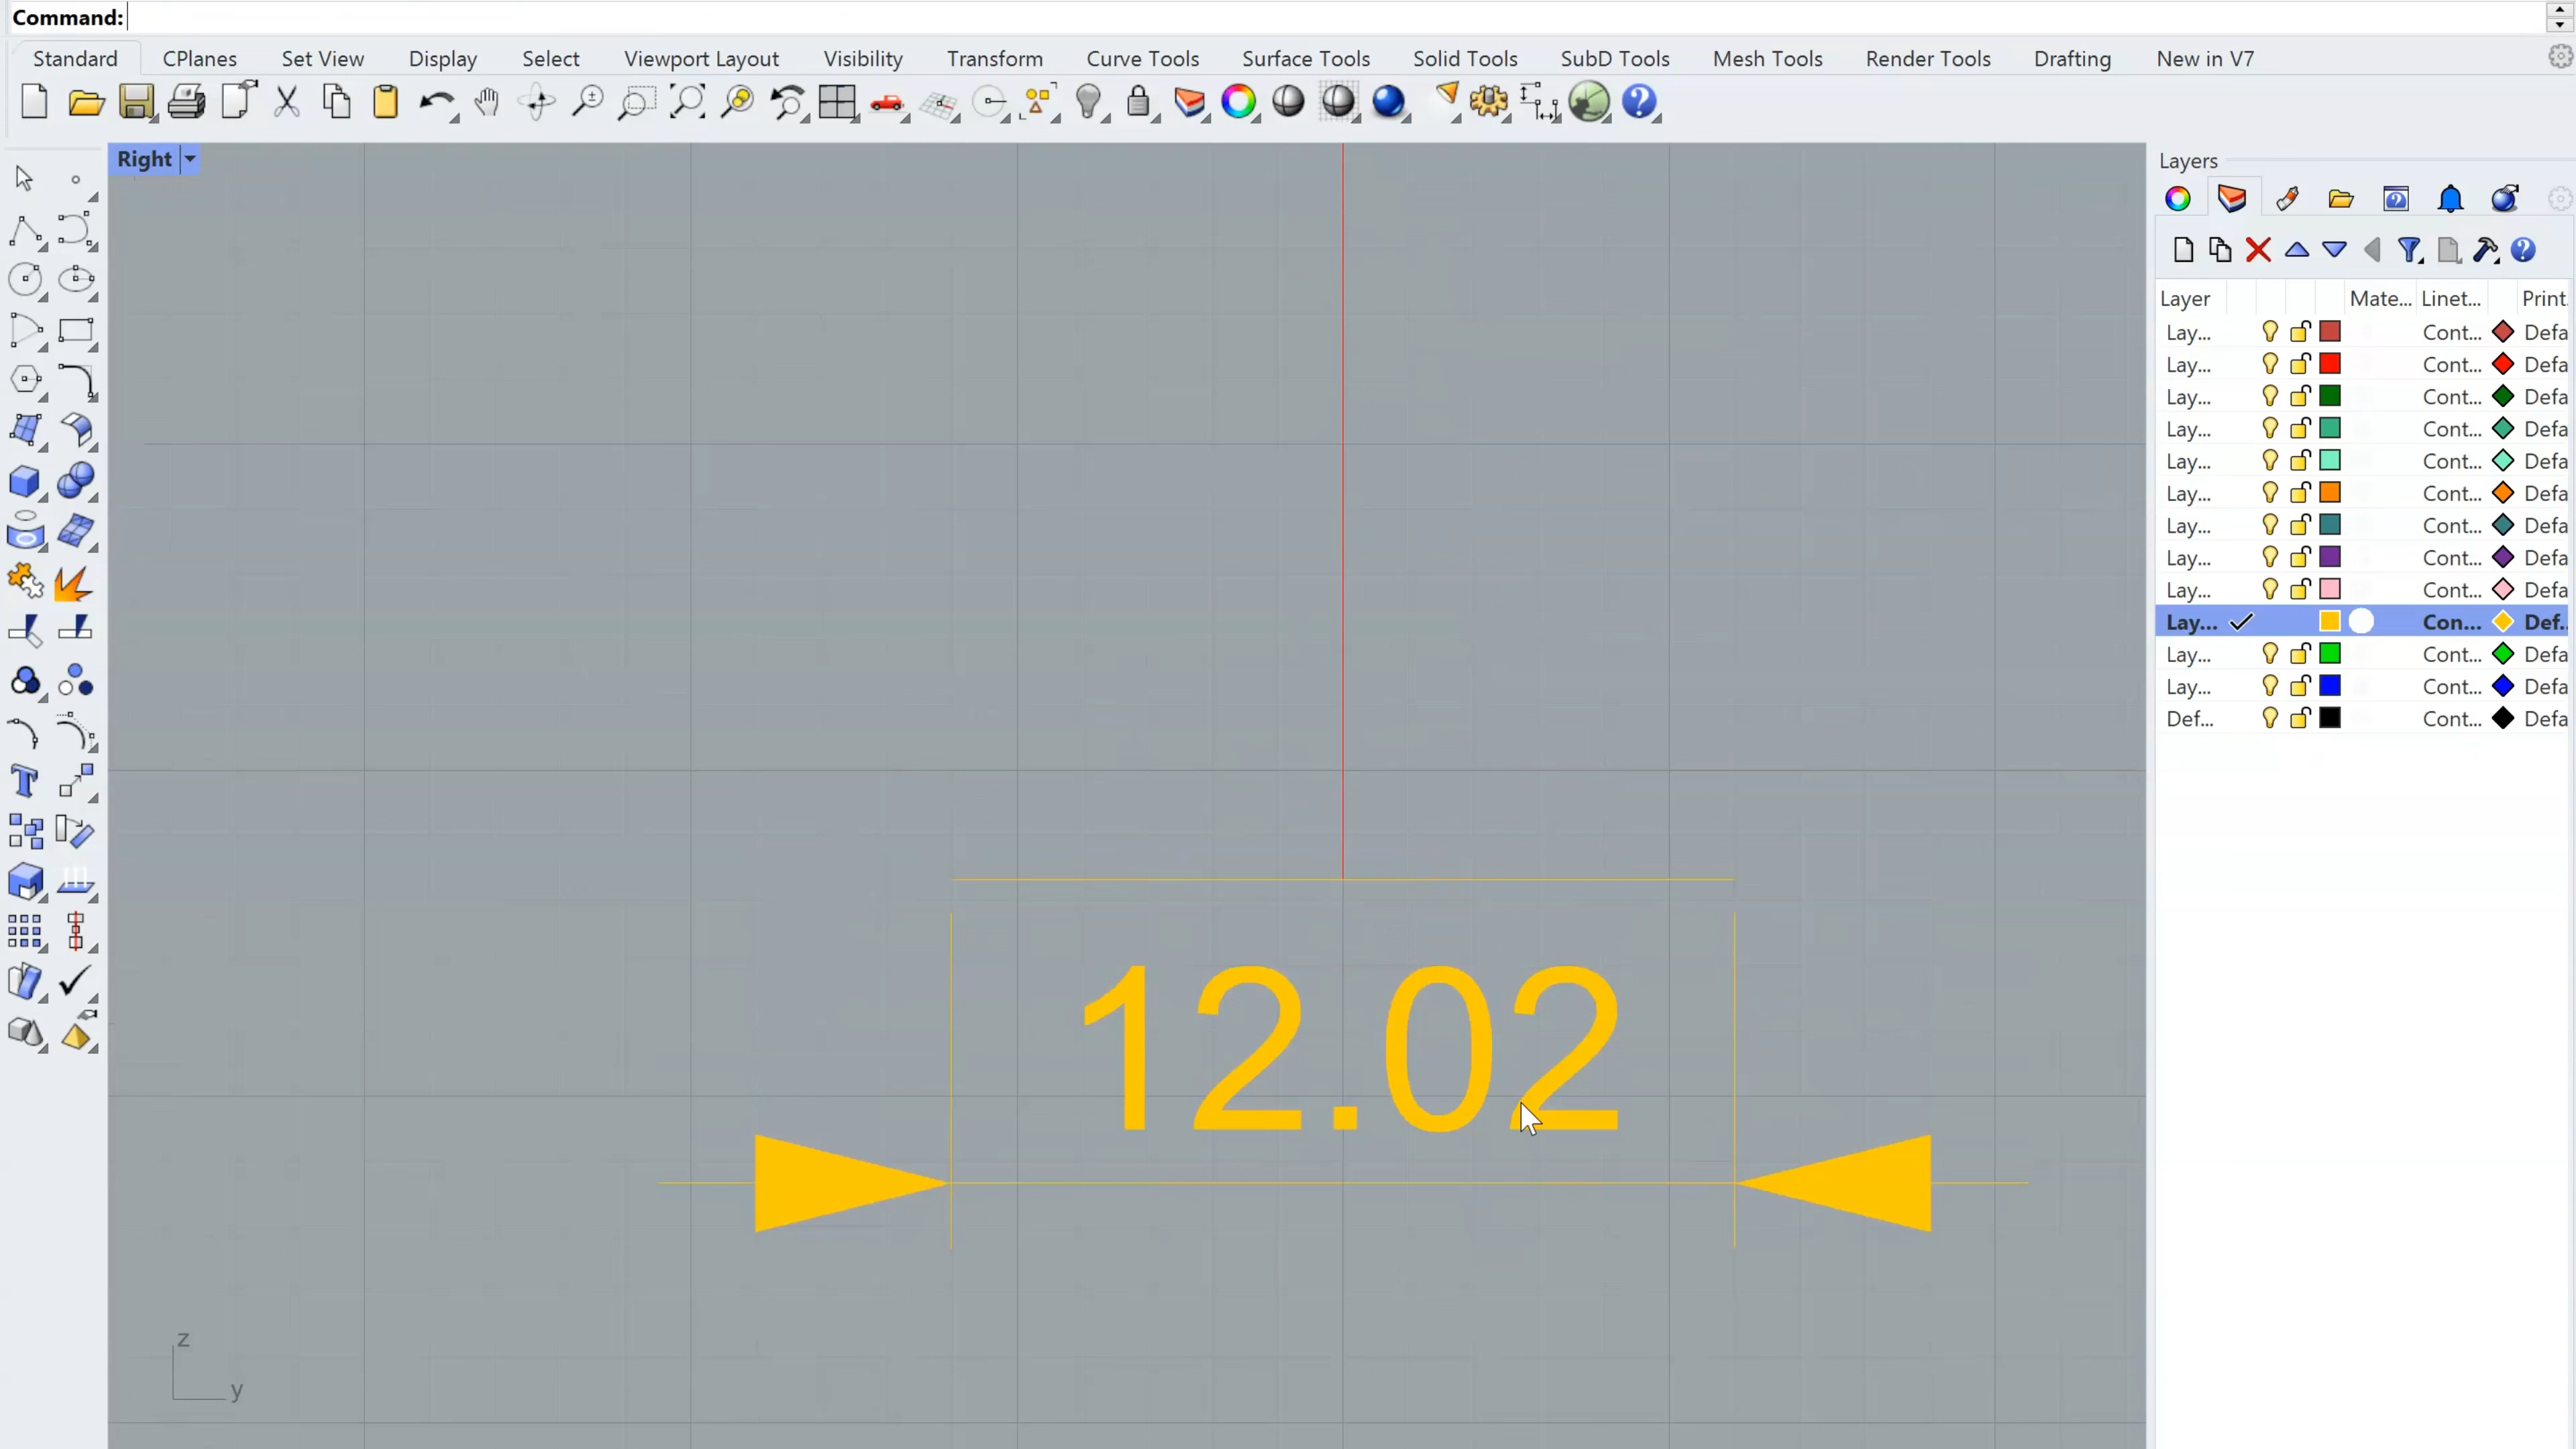 Command:
Standard CPlanes Set View Display Select Viewport Layout Visibility Transform Curve Tools Surface Tools Solid Tools SubD Tools Mesh Tools Render Tools Drafting New in V7
Right
12.02
z
y
Layers
Layer Mate... Linet... Print
Lay... Cont... Defa
Lay... Cont... Defa
Lay... Cont... Defa
Lay... Cont... Defa
Lay... Cont... Defa
Lay... Cont... Defa
Lay... Cont... Defa
Lay... Cont... Defa
Lay... Cont... Defa
Lay... Con... Def..
Lay... Cont... Defa
Lay... Cont... Defa
Def... Cont... Defa